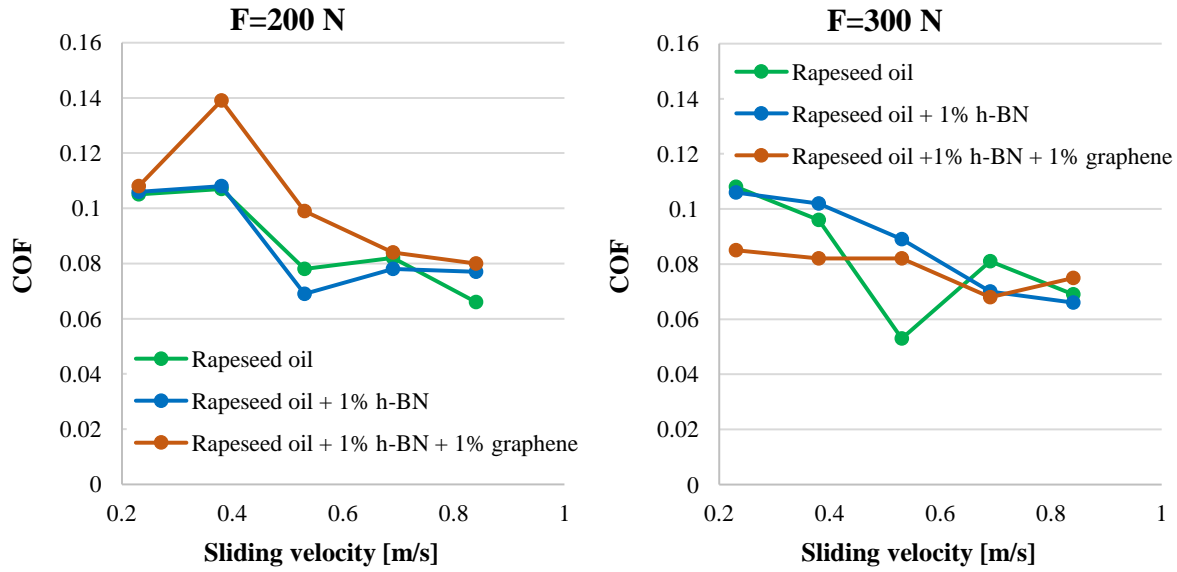 F=200 N
0.16
0.14
0.12
0.1
0.08
0.06
0.04
0.02
0
COF
Rapeseed oil
Rapeseed oil + 1% h-BN
Rapeseed oil + 1% h-BN + 1% graphene
0.2 0.4 0.6 0.8 1
Sliding velocity [m/s]
F=300 N
0.16
0.14
0.12
0.1
0.08
0.06
0.04
0.02
0
COF
Rapeseed oil
Rapeseed oil + 1% h-BN
Rapeseed oil +1% h-BN + 1% graphene
0.2 0.4 0.6 0.8 1
Sliding velocity [m/s]